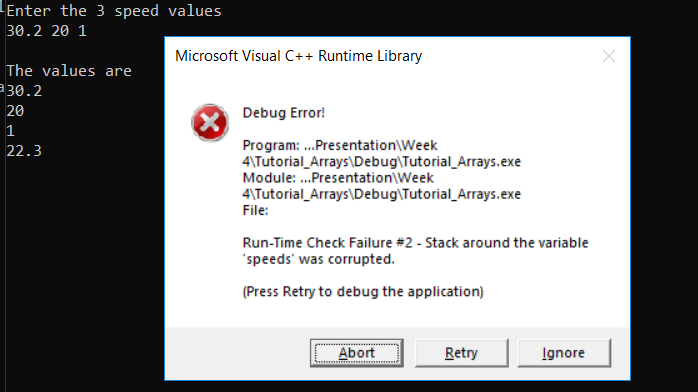 Enter the 3 speed values
30.2 20 1
The values are
30.2
20
1
22.3
Microsoft Visual C++ Runtime Library
Debug Error!
Program: ...Presentation\Week
4\Tutorial_Arrays\Debug\Tutorial_Arrays.exe
Module: ...Presentation\Week
4\Tutorial_Arrays\Debug\Tutorial_Arrays.exe
File:
Run-Time Check Failure #2 - Stack around the variable
'speeds' was corrupted.
(Press Retry to debug the application)
Abort
Retry
Ignore